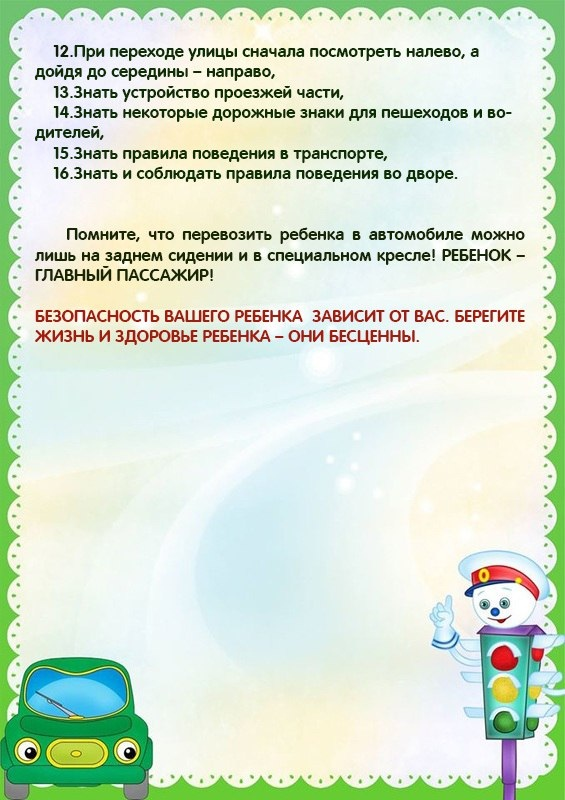 12.При переходе улицы сначала посмотреть налево, а
дойдя до середины – направо,
13.Знать устройство проезжей части,
14.Знать некоторые дорожные знаки для пешеходов и во-
дителей,
15.Знать правила поведения в транспорте,
16.Знать и соблюдать правила поведения во дворе.
Помните, что перевозить ребенка в автомобиле можно
лишь на заднем сидении и в специальном кресле! РЕБЕНОК –
ГЛАВНЫЙ ПАССАЖИР!
БЕЗОПАСНОСТЬ ВАШЕГО РЕБЕНКА ЗАВИСИТ ОТ ВАС. БЕРЕГИТЕ
ЖИЗНЬ И ЗДОРОВЬЕ РЕБЕНКА – ОНИ БЕСЦЕННЫ.